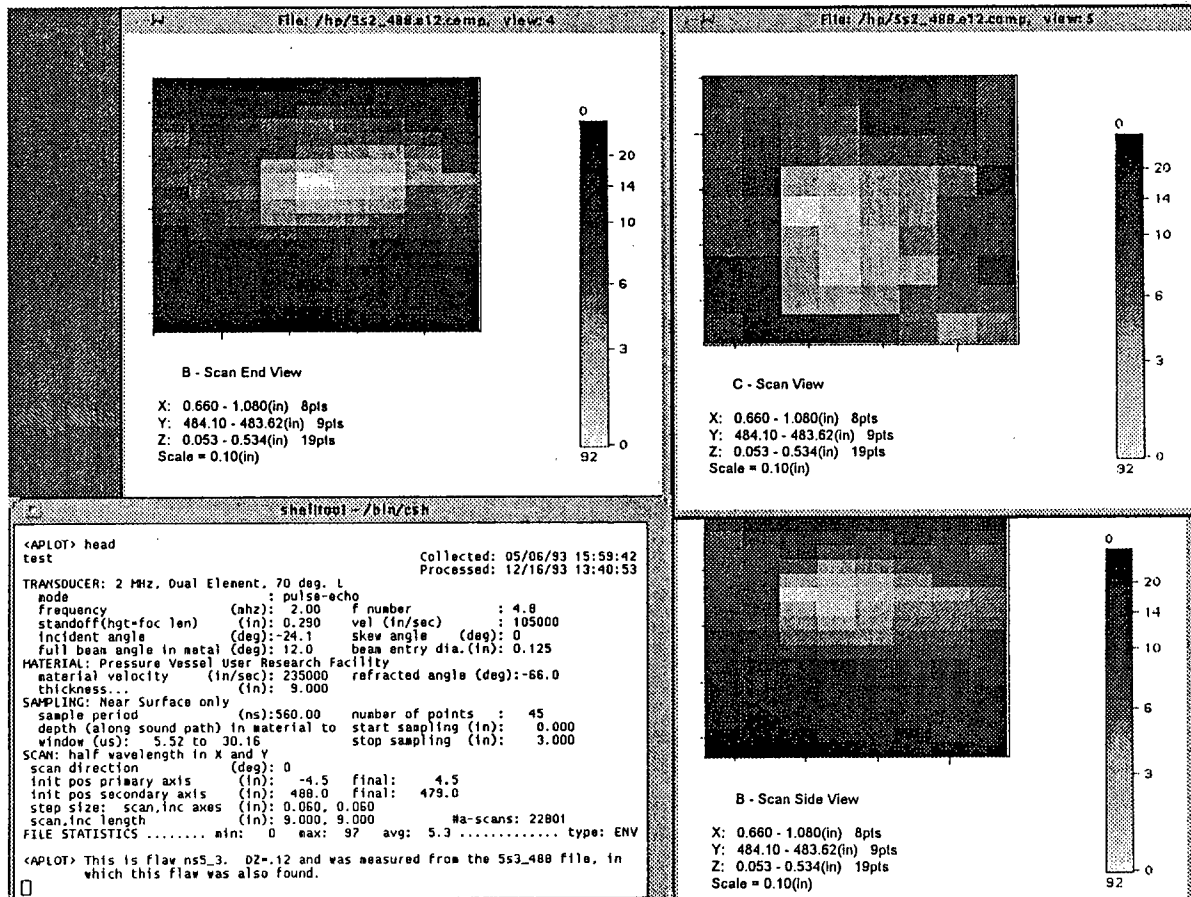 File: /hp/5s2_488.e12.comp, view:4
0
20
14
10
6
3
0
92
B - Scan End View
X: 0.660 - 1.080(in) 8pts
Y: 484.10 - 483.62(in) 9pts
Z: 0.053 - 0.534(in) 19pts
Scale = 0.10(in)
File: /hp/5s2_488.e12.comp, view:5
0
20
14
10
6
3
0
92
C - Scan View
X: 0.660 - 1.080(in) 8pts
Y: 484.10 - 483.62(in) 9pts
Z: 0.053 - 0.534(in) 19pts
Scale = 0.10(in)
shelltool - /bin/csh
<APLOT> head
test Collected: 05/06/93 15:59:42
Processed: 12/16/93 13:40:53
TRANSDUCER: 2 MHz, Dual Element, 70 deg. L
mode : pulse-echo
frequency (mhz): 2.00 f number : 4.8
standoff(hgt=foc len) (in): 0.290 vel (in/sec) : 105000
incident angle (deg):-24.1 skew angle (deg): 0
full beam angle in metal (deg): 12.0 beam entry dia.(in): 0.125
MATERIAL: Pressure Vessel User Research Facility
material velocity (in/sec): 235000 refracted angle (deg):-66.0
thickness... (in): 9.000
SAMPLING: Near Surface only
sample period (ns):560.00 number of points : 45
depth (along sound path) in material to start sampling (in): 0.000
window (us): 5.52 to 30.16 stop sampling (in): 3.000
SCAN: half wavelength in X and Y
scan direction (deg): 0
init pos primary axis (in): -4.5 final: 4.5
init pos secondary axis (in): 488.0 final: 479.0
step size: scan,inc axes (in): 0.060, 0.060
scan,inc length (in): 9.000, 9.000 #a-scans: 22801
FILE STATISTICS ........ min: 0 max: 97 avg: 5.3 ............. type: ENV
<APLOT> This is flaw ns5_3. DZ=.12 and was measured from the 5s3_488 file, in
which this flaw was also found.
0
20
14
10
6
3
0
92
B - Scan Side View
X: 0.660 - 1.080(in) 8pts
Y: 484.10 - 483.62(in) 9pts
Z: 0.053 - 0.534(in) 19pts
Scale = 0.10(in)